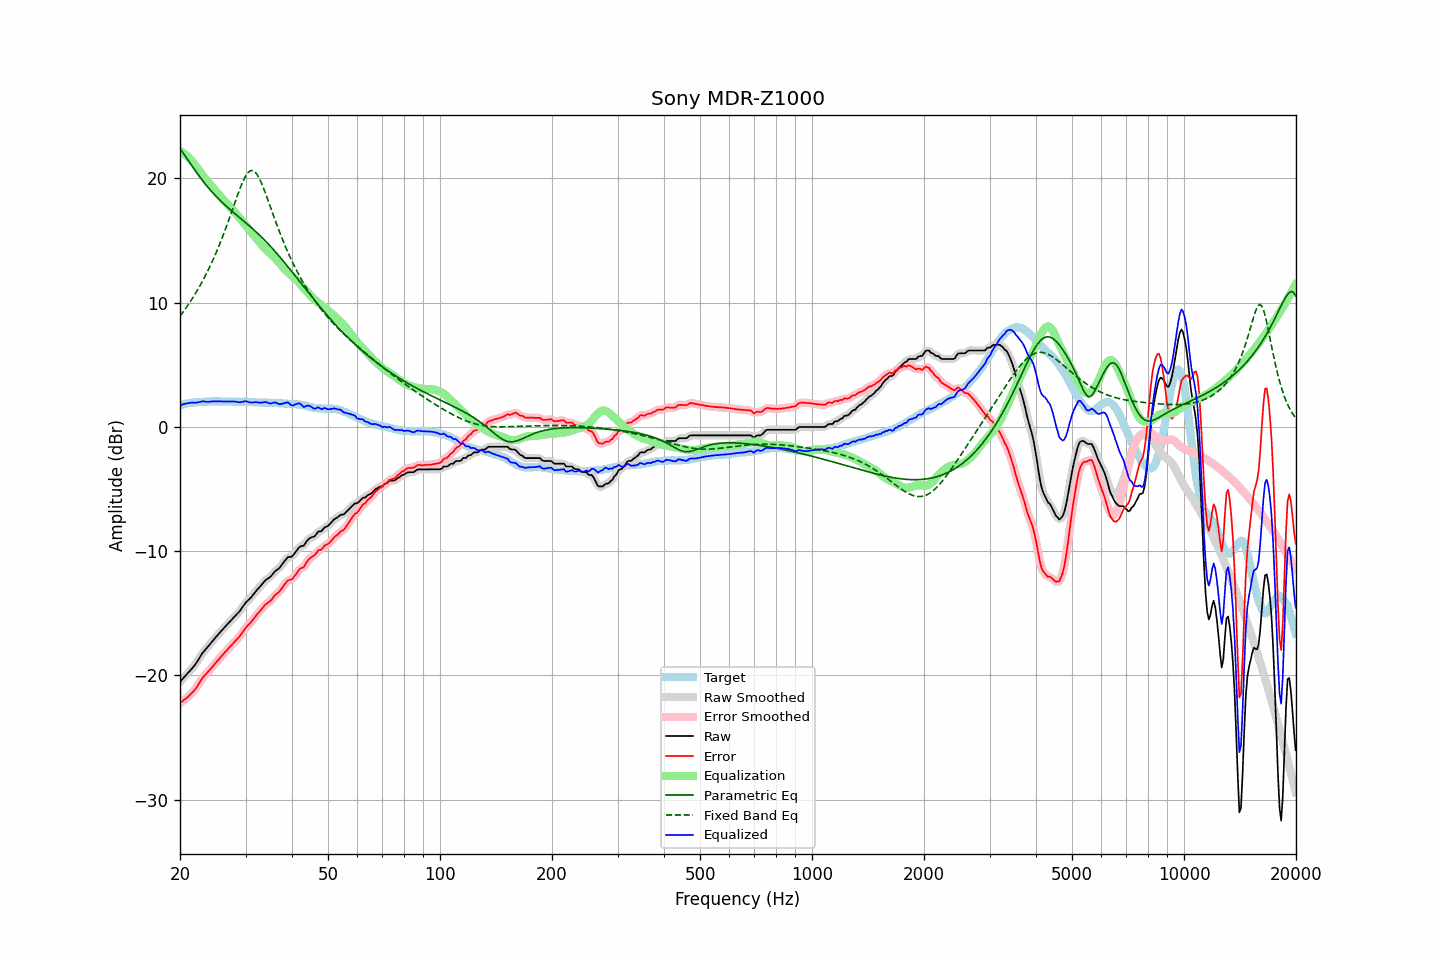 Sony MDR-Z1000
Amplitude (dBr)
20
10
0
−10
−20
−30
Target
Raw Smoothed
Error Smoothed
Raw
Error
Equalization
Parametric Eq
Fixed Band Eq
Equalized
20 50 100 200 500 1000 2000 5000 10000 20000
Frequency (Hz)